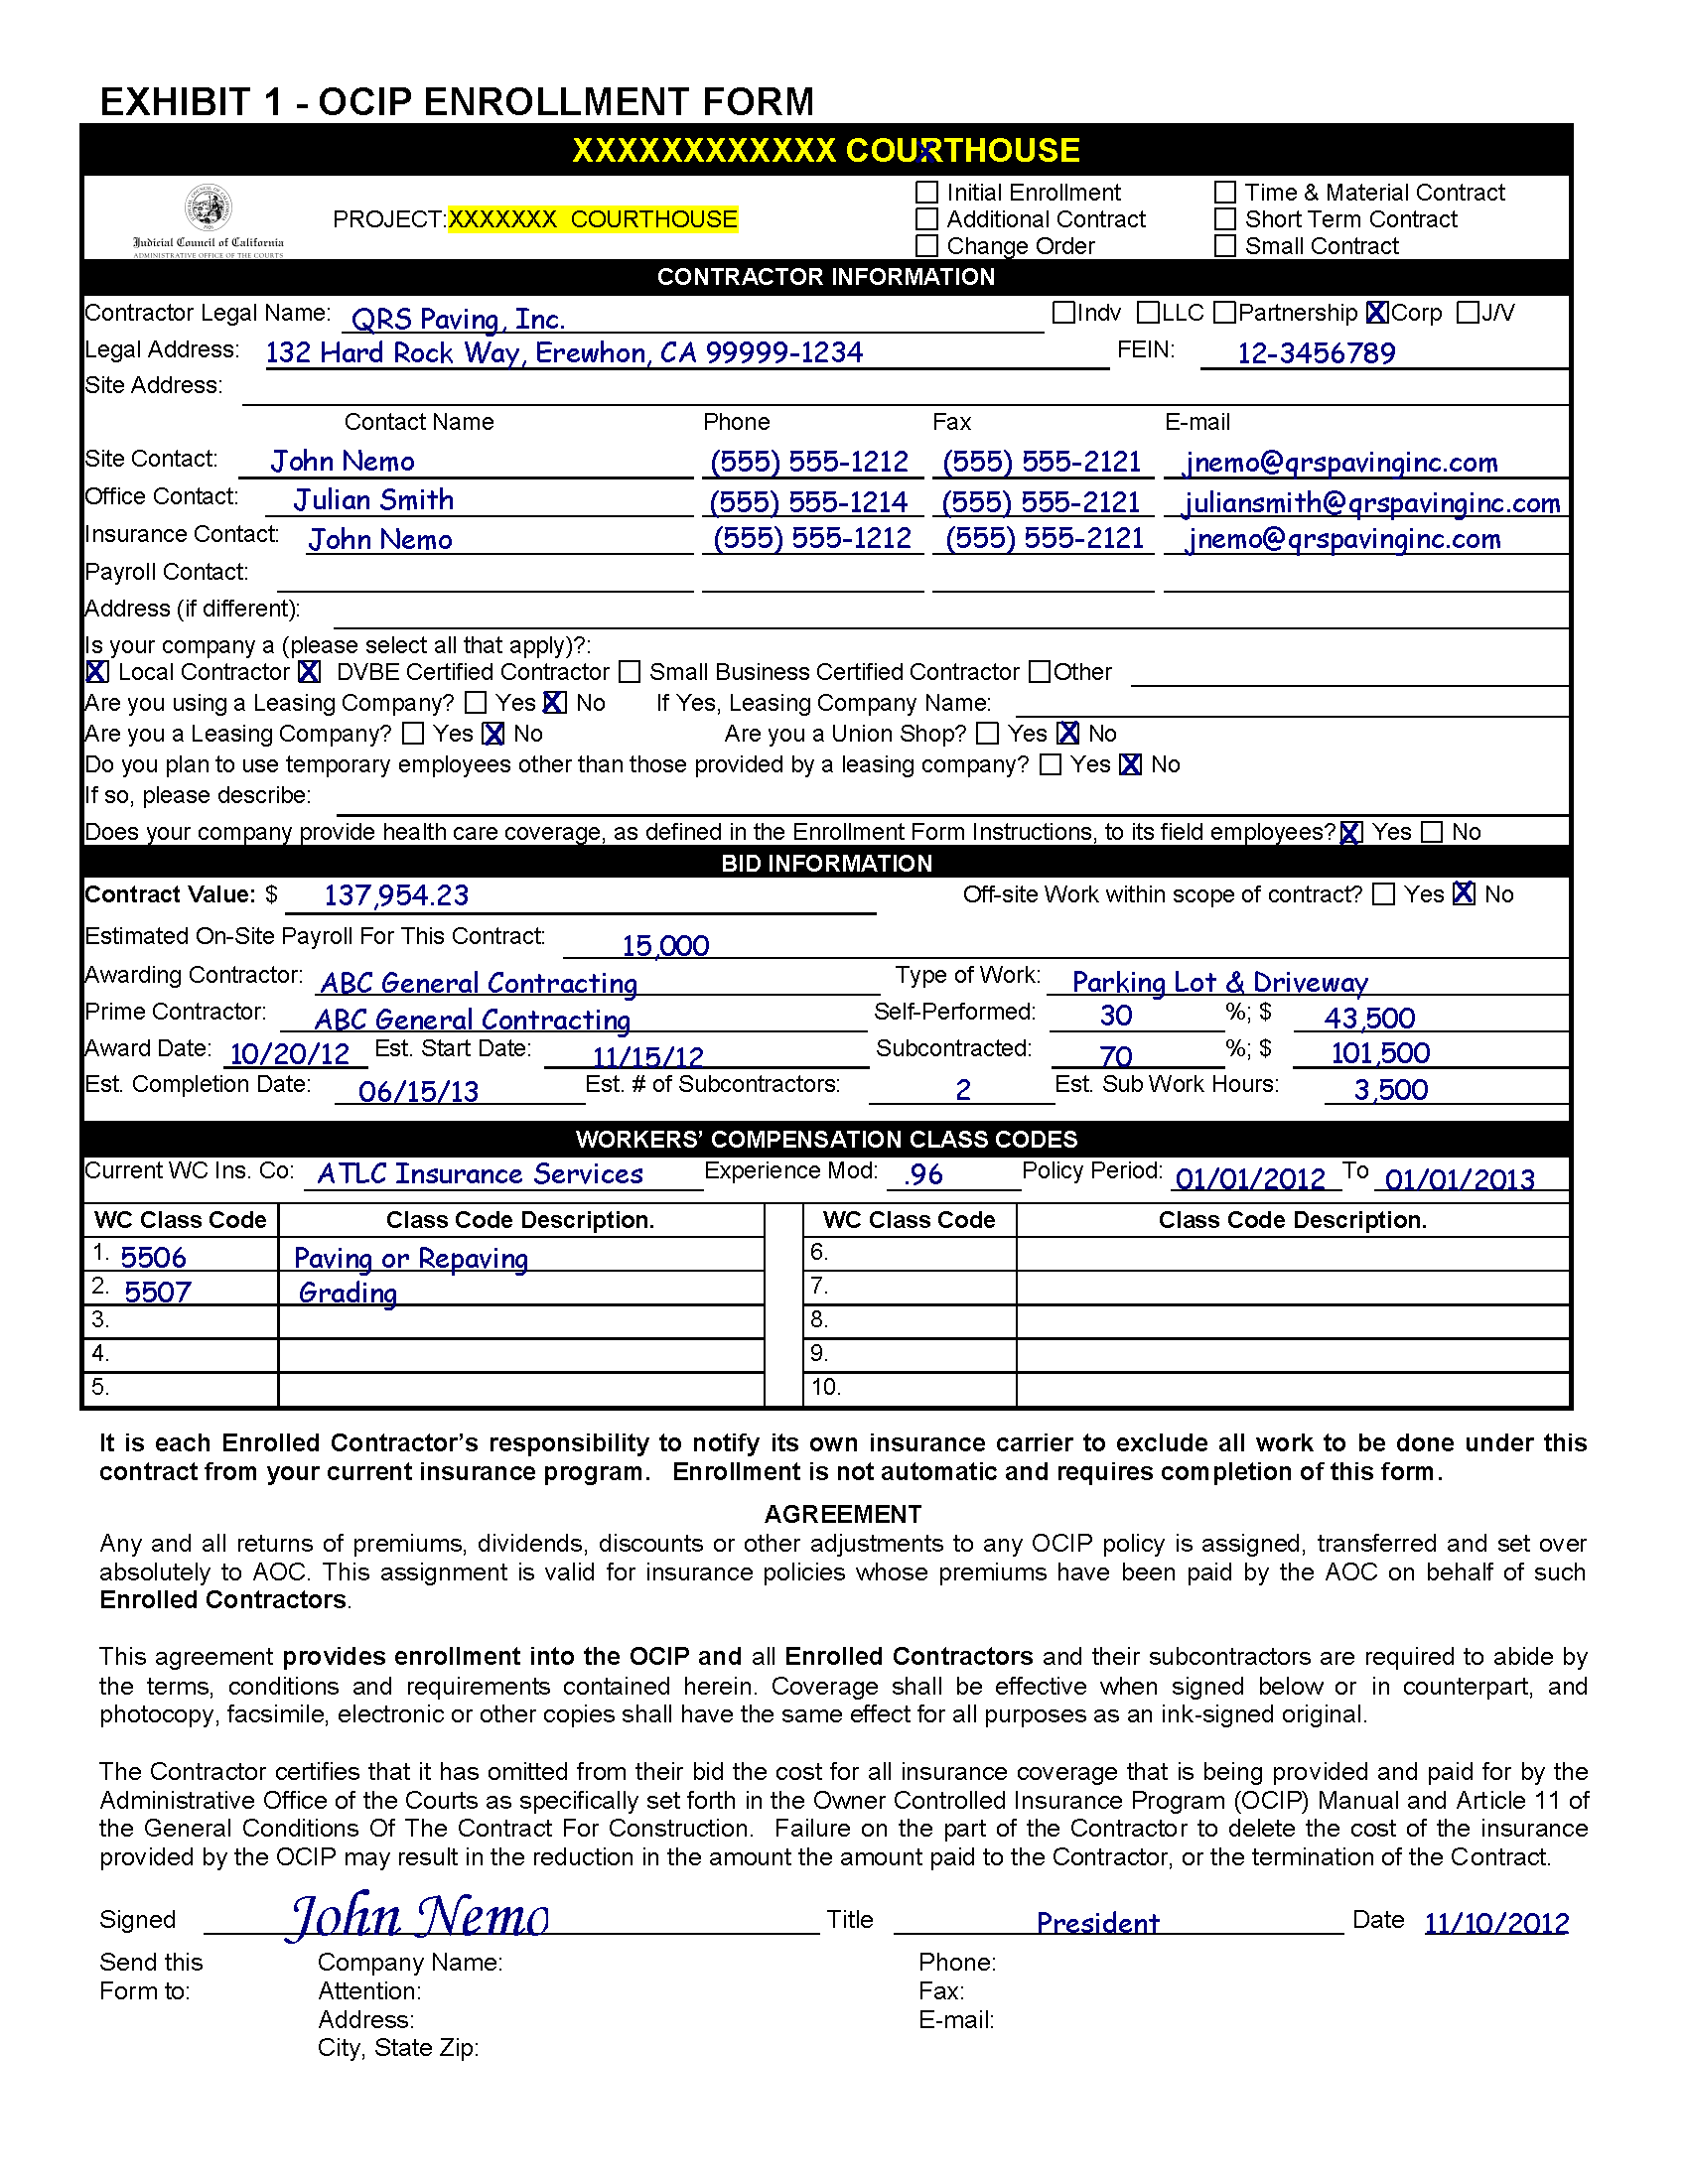 EXHIBIT 1 - OCIP ENROLLMENT FORM
XXXXXXXXXXXX COURTHOUSE
X
Judicial Council of California
ADMINISTRATIVE OFFICE OF THE COURTS
PROJECT:XXXXXXX COURTHOUSE
Initial Enrollment Time & Material Contract
Additional Contract Short Term Contract
Change Order Small Contract
CONTRACTOR INFORMATION
Contractor Legal Name: QRS Paving, Inc. Indv LLC Partnership X Corp J/V
Legal Address: 132 Hard Rock Way, Erewhon, CA 99999-1234 FEIN: 12-3456789
Site Address:
Contact Name Phone Fax E-mail
Site Contact: John Nemo (555) 555-1212 (555) 555-2121 jnemo@qrspavinginc.com
Office Contact: Julian Smith (555) 555-1214 (555) 555-2121 juliansmith@qrspavinginc.com
Insurance Contact: John Nemo (555) 555-1212 (555) 555-2121 jnemo@qrspavinginc.com
Payroll Contact:
Address (if different):
Is your company a (please select all that apply)?:
X Local Contractor X DVBE Certified Contractor Small Business Certified Contractor Other
Are you using a Leasing Company? Yes X No If Yes, Leasing Company Name:
Are you a Leasing Company? Yes X No Are you a Union Shop? Yes X No
Do you plan to use temporary employees other than those provided by a leasing company? Yes X No
If so, please describe:
Does your company provide health care coverage, as defined in the Enrollment Form Instructions, to its field employees? X Yes No
BID INFORMATION
Contract Value: $ 137,954.23 Off-site Work within scope of contract? Yes X No
Estimated On-Site Payroll For This Contract: 15,000
Awarding Contractor: ABC General Contracting Type of Work: Parking Lot & Driveway
Prime Contractor: ABC General Contracting Self-Performed: 30 %; $ 43,500
Award Date: 10/20/12 Est. Start Date: 11/15/12 Subcontracted: 70 %; $ 101,500
Est. Completion Date: 06/15/13 Est. # of Subcontractors: 2 Est. Sub Work Hours: 3,500
WORKERS' COMPENSATION CLASS CODES
Current WC Ins. Co: ATLC Insurance Services Experience Mod: .96 Policy Period: 01/01/2012 To 01/01/2013
WC Class Code Class Code Description. WC Class Code Class Code Description.
1. 5506 Paving or Repaving 6.
2. 5507 Grading 7.
3. 8.
4. 9.
5. 10.
It is each Enrolled Contractor's responsibility to notify its own insurance carrier to exclude all work to be done under this
contract from your current insurance program. Enrollment is not automatic and requires completion of this form.
AGREEMENT
Any and all returns of premiums, dividends, discounts or other adjustments to any OCIP policy is assigned, transferred and set over
absolutely to AOC. This assignment is valid for insurance policies whose premiums have been paid by the AOC on behalf of such
Enrolled Contractors.
This agreement provides enrollment into the OCIP and all Enrolled Contractors and their subcontractors are required to abide by
the terms, conditions and requirements contained herein. Coverage shall be effective when signed below or in counterpart, and
photocopy, facsimile, electronic or other copies shall have the same effect for all purposes as an ink-signed original.
The Contractor certifies that it has omitted from their bid the cost for all insurance coverage that is being provided and paid for by the
Administrative Office of the Courts as specifically set forth in the Owner Controlled Insurance Program (OCIP) Manual and Article 11 of
the General Conditions Of The Contract For Construction. Failure on the part of the Contractor to delete the cost of the insurance
provided by the OCIP may result in the reduction in the amount the amount paid to the Contractor, or the termination of the Contract.
Signed John Nemo Title President Date 11/10/2012
Send this Company Name: Phone:
Form to: Attention: Fax:
Address: E-mail:
City, State Zip: